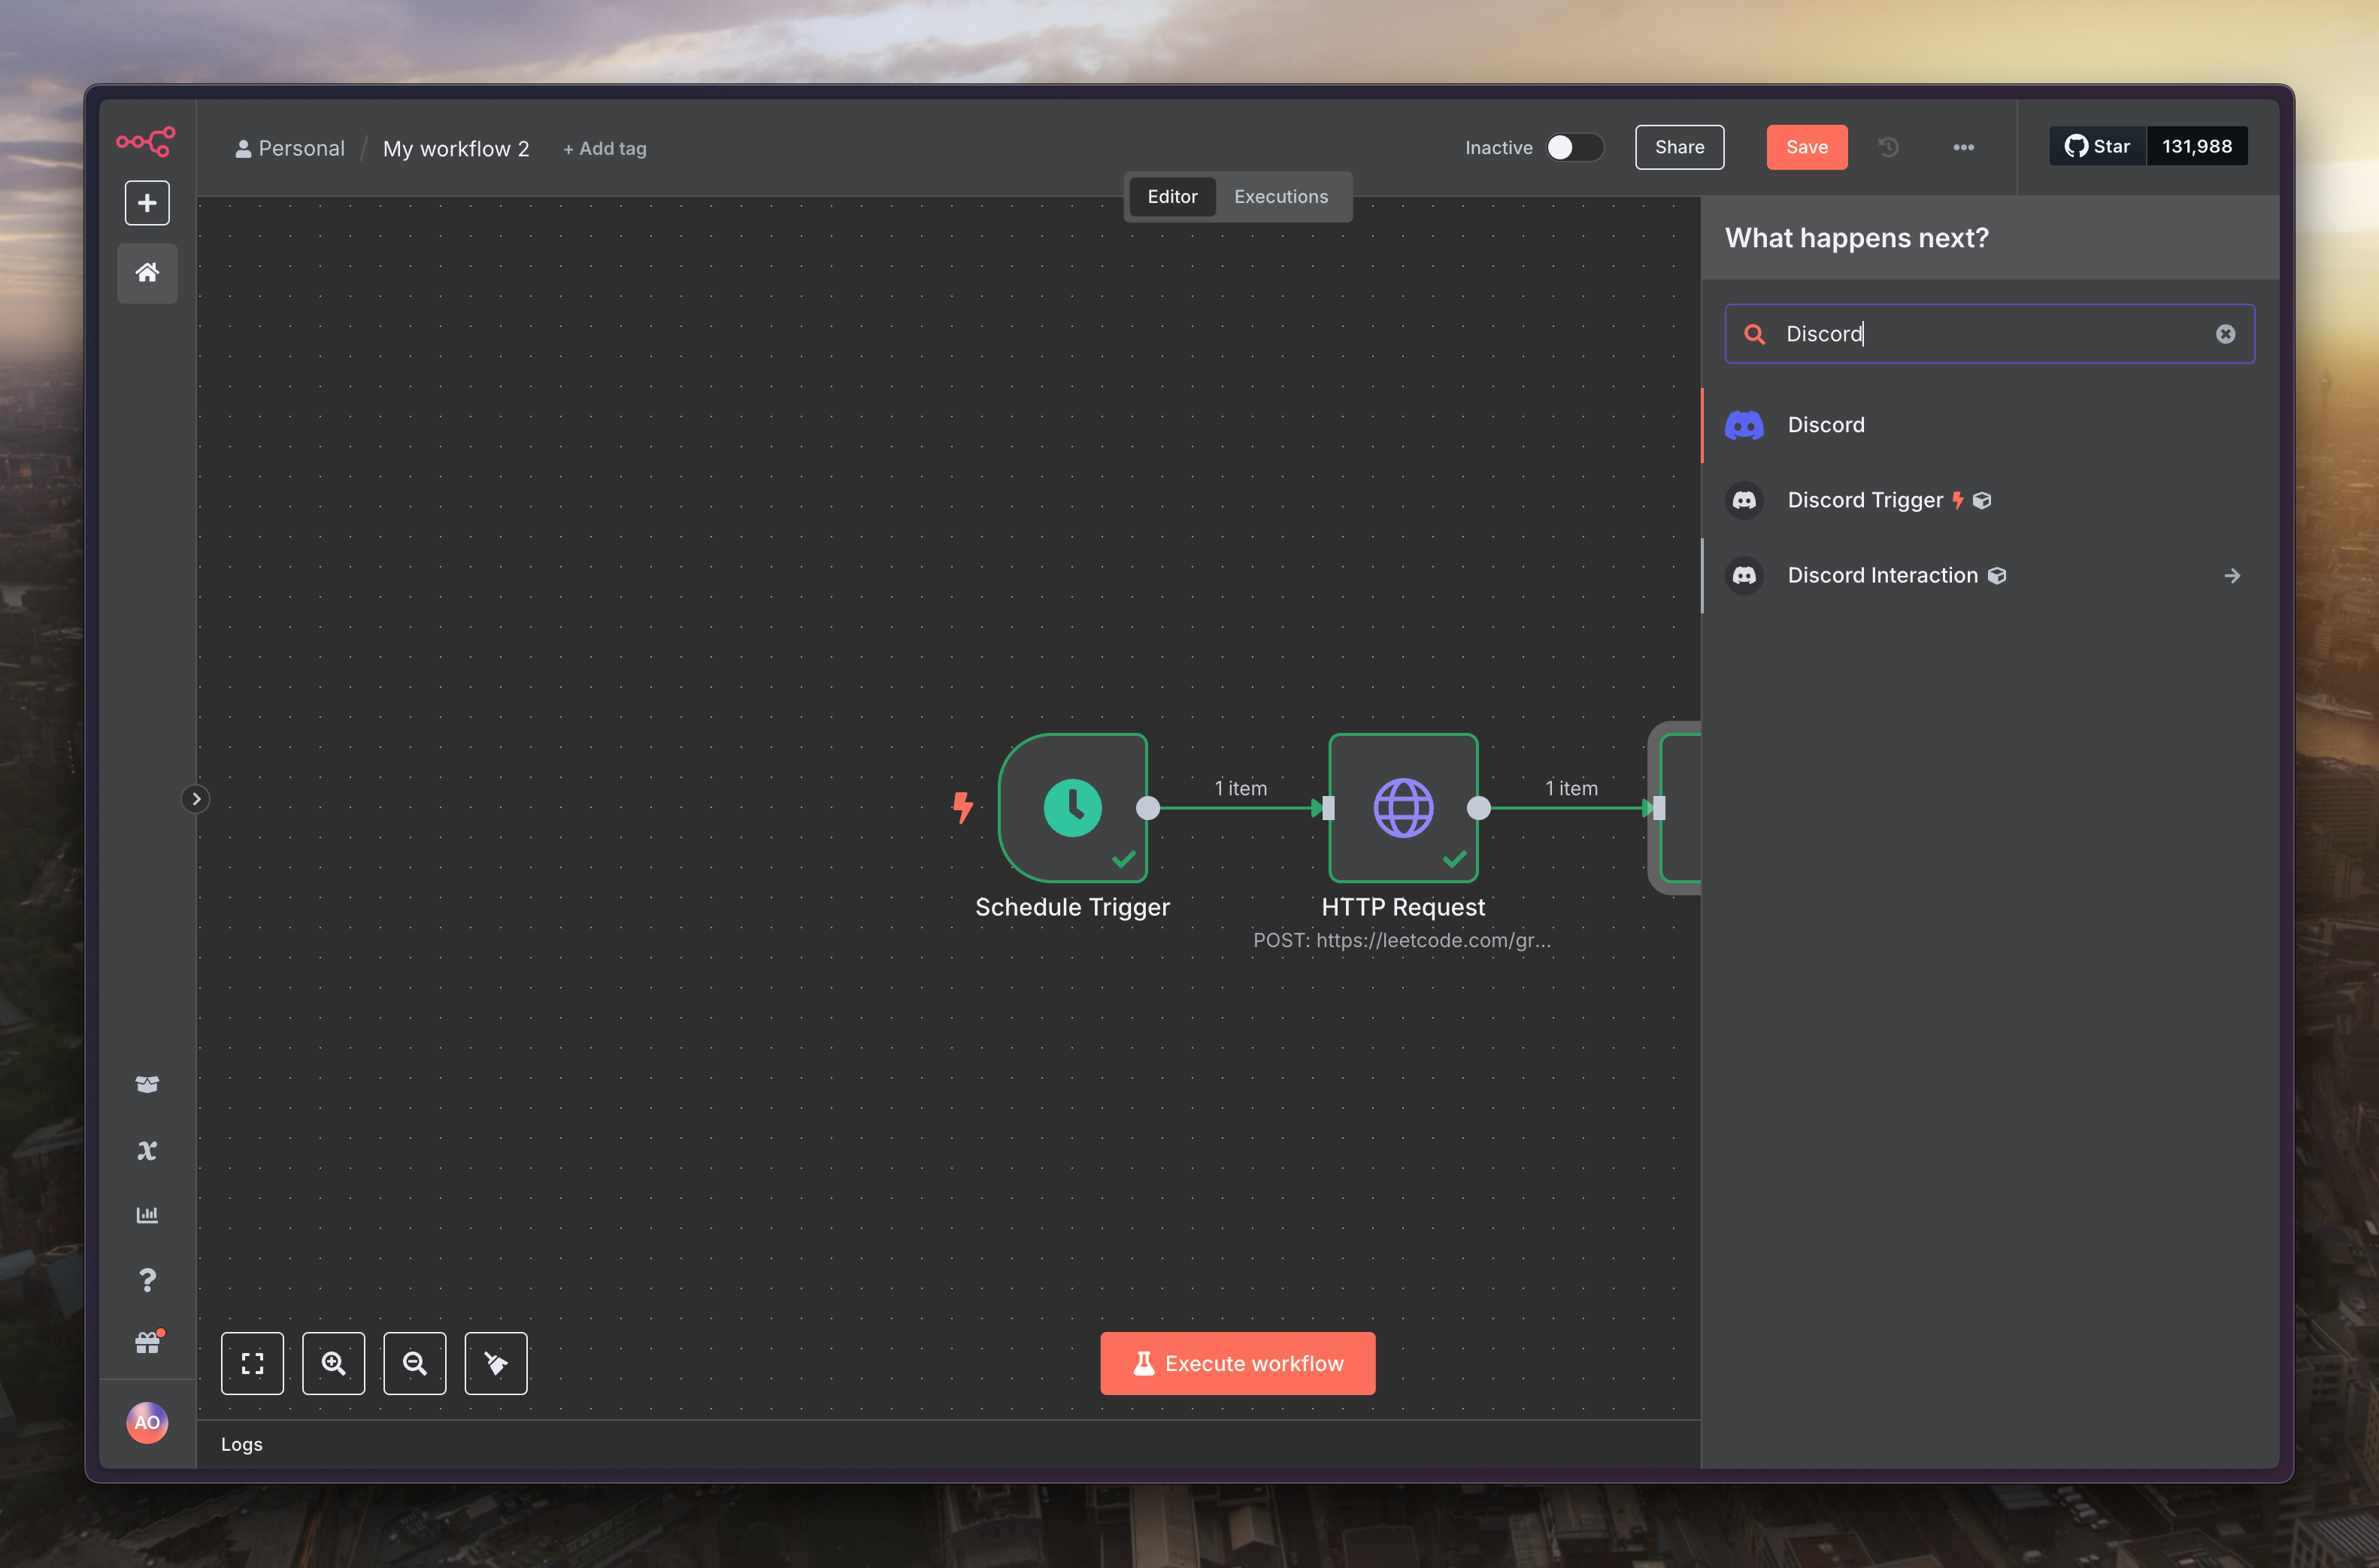 Personal / My workflow 2 + Add tag
Inactive
Share
Save
Star 131,988
Editor Executions
What happens next?
Discord
Discord
Discord Trigger
Discord Interaction
1 item
1 item
Schedule Trigger
HTTP Request
POST: https://leetcode.com/gr...
Execute workflow
AO
Logs